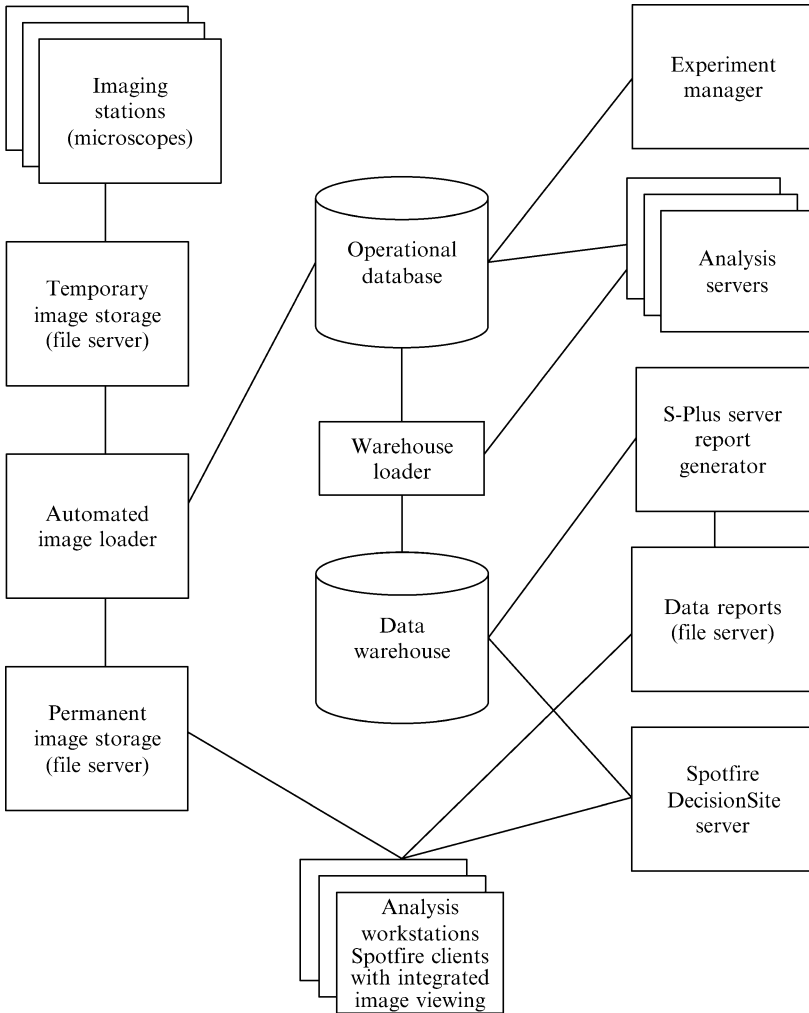 Imaging
stations
(microscopes)
Temporary
image storage
(file server)
Automated
image loader
Permanent
image storage
(file server)
Operational
database
Warehouse
loader
Data
warehouse
Analysis
workstations
Spotfire clients
with integrated
image viewing
Experiment
manager
Analysis
servers
S-Plus server
report
generator
Data reports
(file server)
Spotfire
DecisionSite
server